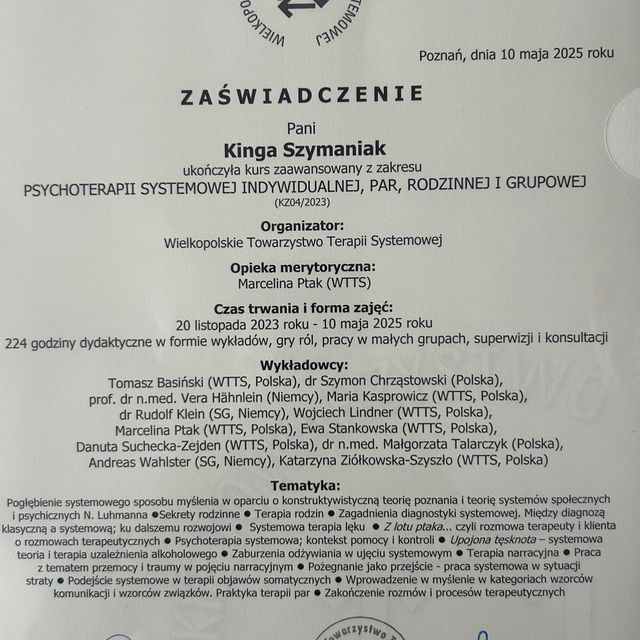 WIELKOPO
TEMOWEJ
Poznań, dnia 10 maja 2025 roku
ZAŚWIADCZENIE
Pani
Kinga Szymaniak
ukończyła kurs zaawansowany z zakresu
PSYCHOTERAPII SYSTEMOWEJ INDYWIDUALNEJ, PAR, RODZINNEJ I GRUPOWEJ
(KZ04/2023)
Organizator:
Wielkopolskie Towarzystwo Terapii Systemowej
Opieka merytoryczna:
Marcelina Ptak (WTTS)
Czas trwania i forma zajęć:
20 listopada 2023 roku - 10 maja 2025 roku
224 godziny dydaktyczne w formie wykładów, gry ról, pracy w małych grupach, superwizji i konsultacji
Wykładowcy:
Tomasz Basiński (WTTS, Polska), dr Szymon Chrząstowski (Polska),
prof. dr n.med. Vera Hähnlein (Niemcy), Maria Kasprowicz (WTTS, Polska),
dr Rudolf Klein (SG, Niemcy), Wojciech Lindner (WTTS, Polska),
Marcelina Ptak (WTTS, Polska), Ewa Stankowska (WTTS, Polska),
Danuta Suchecka-Zejden (WTTS, Polska), dr n.med. Małgorzata Talarczyk (Polska),
Andreas Wahlster (SG, Niemcy), Katarzyna Ziółkowska-Szyszło (WTTS, Polska)
Tematyka:
Pogłębienie systemowego sposobu myślenia w oparciu o konstruktywistyczną teorię poznania i teorię systemów społecznych
i psychicznych N. Luhmanna ●Sekrety rodzinne ● Terapia rodzin ● Zagadnienia diagnostyki systemowej. Między diagnozą
klasyczną a systemową; ku dalszemu rozwojowi ● Systemowa terapia lęku ● Z lotu ptaka... czyli rozmowa terapeuty i klienta
o rozmowach terapeutycznych ● Psychoterapia systemowa; kontekst pomocy i kontroli ● Upojona tęsknota – systemowa
teoria i terapia uzależnienia alkoholowego ● Zaburzenia odżywiania w ujęciu systemowym ● Terapia narracyjna ● Praca
z tematem przemocy i traumy w pojęciu narracyjnym ● Pożegnanie jako przejście - praca systemowa w sytuacji
straty ● Podejście systemowe w terapii objawów somatycznych ● Wprowadzenie w myślenie w kategoriach wzorców
komunikacji i wzorców związków. Praktyka terapii par ● Zakończenie rozmów i procesów terapeutycznych